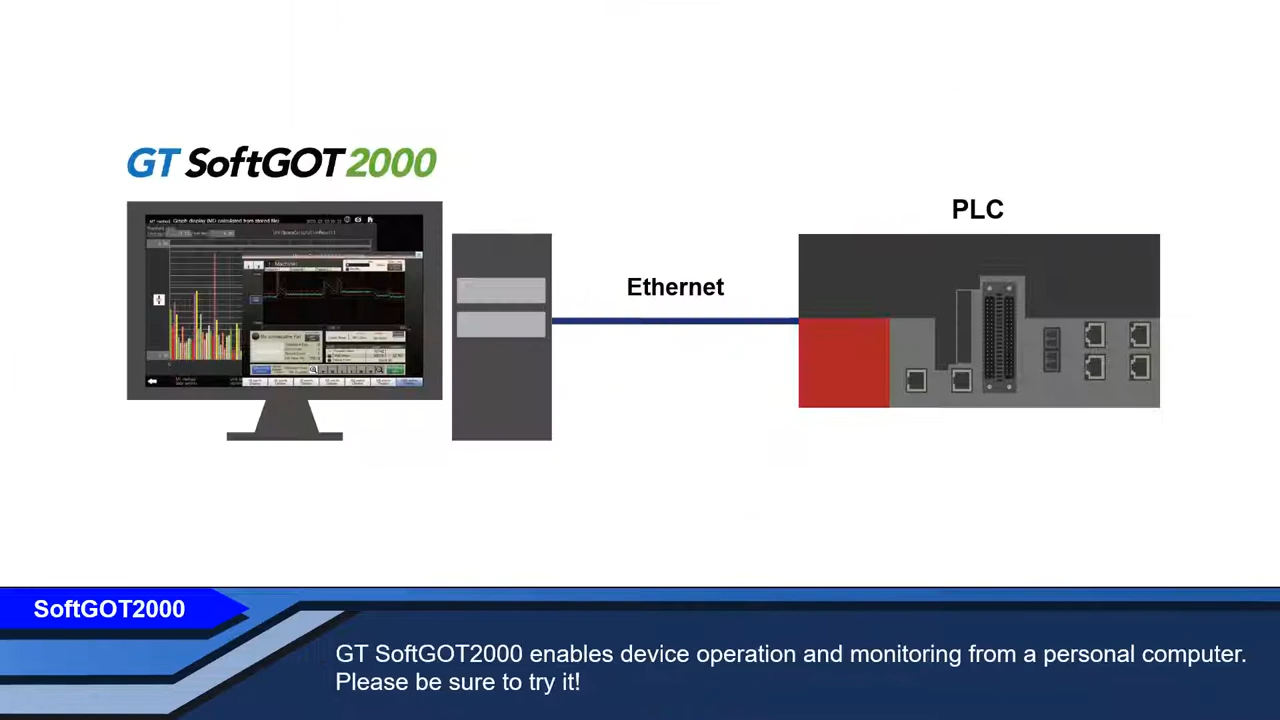 GT SoftGOT2000
PLC
Ethernet
SoftGOT2000
GT SoftGOT2000 enables device operation and monitoring from a personal computer.
Please be sure to try it!